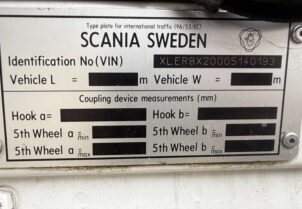 Type plate for international traffic (96/53/EC)
SCANIA SWEDEN
Identification No (VIN) XLER8X20005140193
Vehicle L = m Vehicle W = m
Coupling device measurements (mm)
Hook a= Hook b=
5th Wheel a min 5th Wheel b min
5th Wheel a max 5th Wheel b max